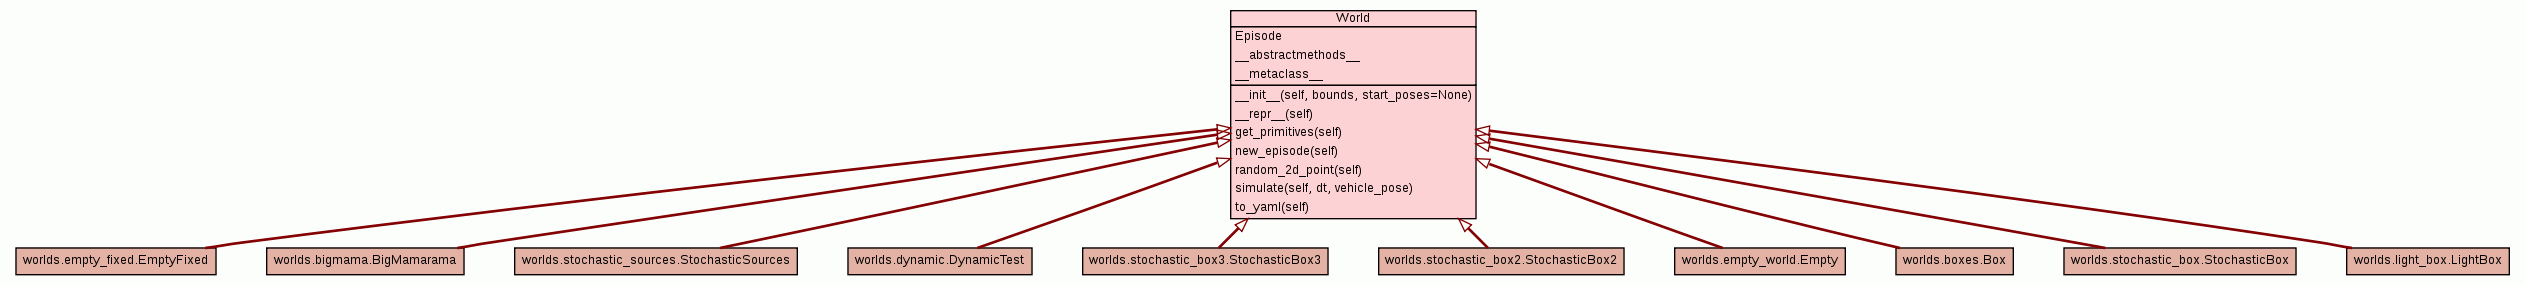 World
Episode
__abstractmethods__
__metaclass__
__init__(self, bounds, start_poses=None)
__repr__(self)
get_primitives(self)
new_episode(self)
random_2d_point(self)
simulate(self, dt, vehicle_pose)
to_yaml(self)
worlds.empty_fixed.EmptyFixed
worlds.bigmama.BigMamarama
worlds.stochastic_sources.StochasticSources
worlds.dynamic.DynamicTest
worlds.stochastic_box3.StochasticBox3
worlds.stochastic_box2.StochasticBox2
worlds.empty_world.Empty
worlds.boxes.Box
worlds.stochastic_box.StochasticBox
worlds.light_box.LightBox